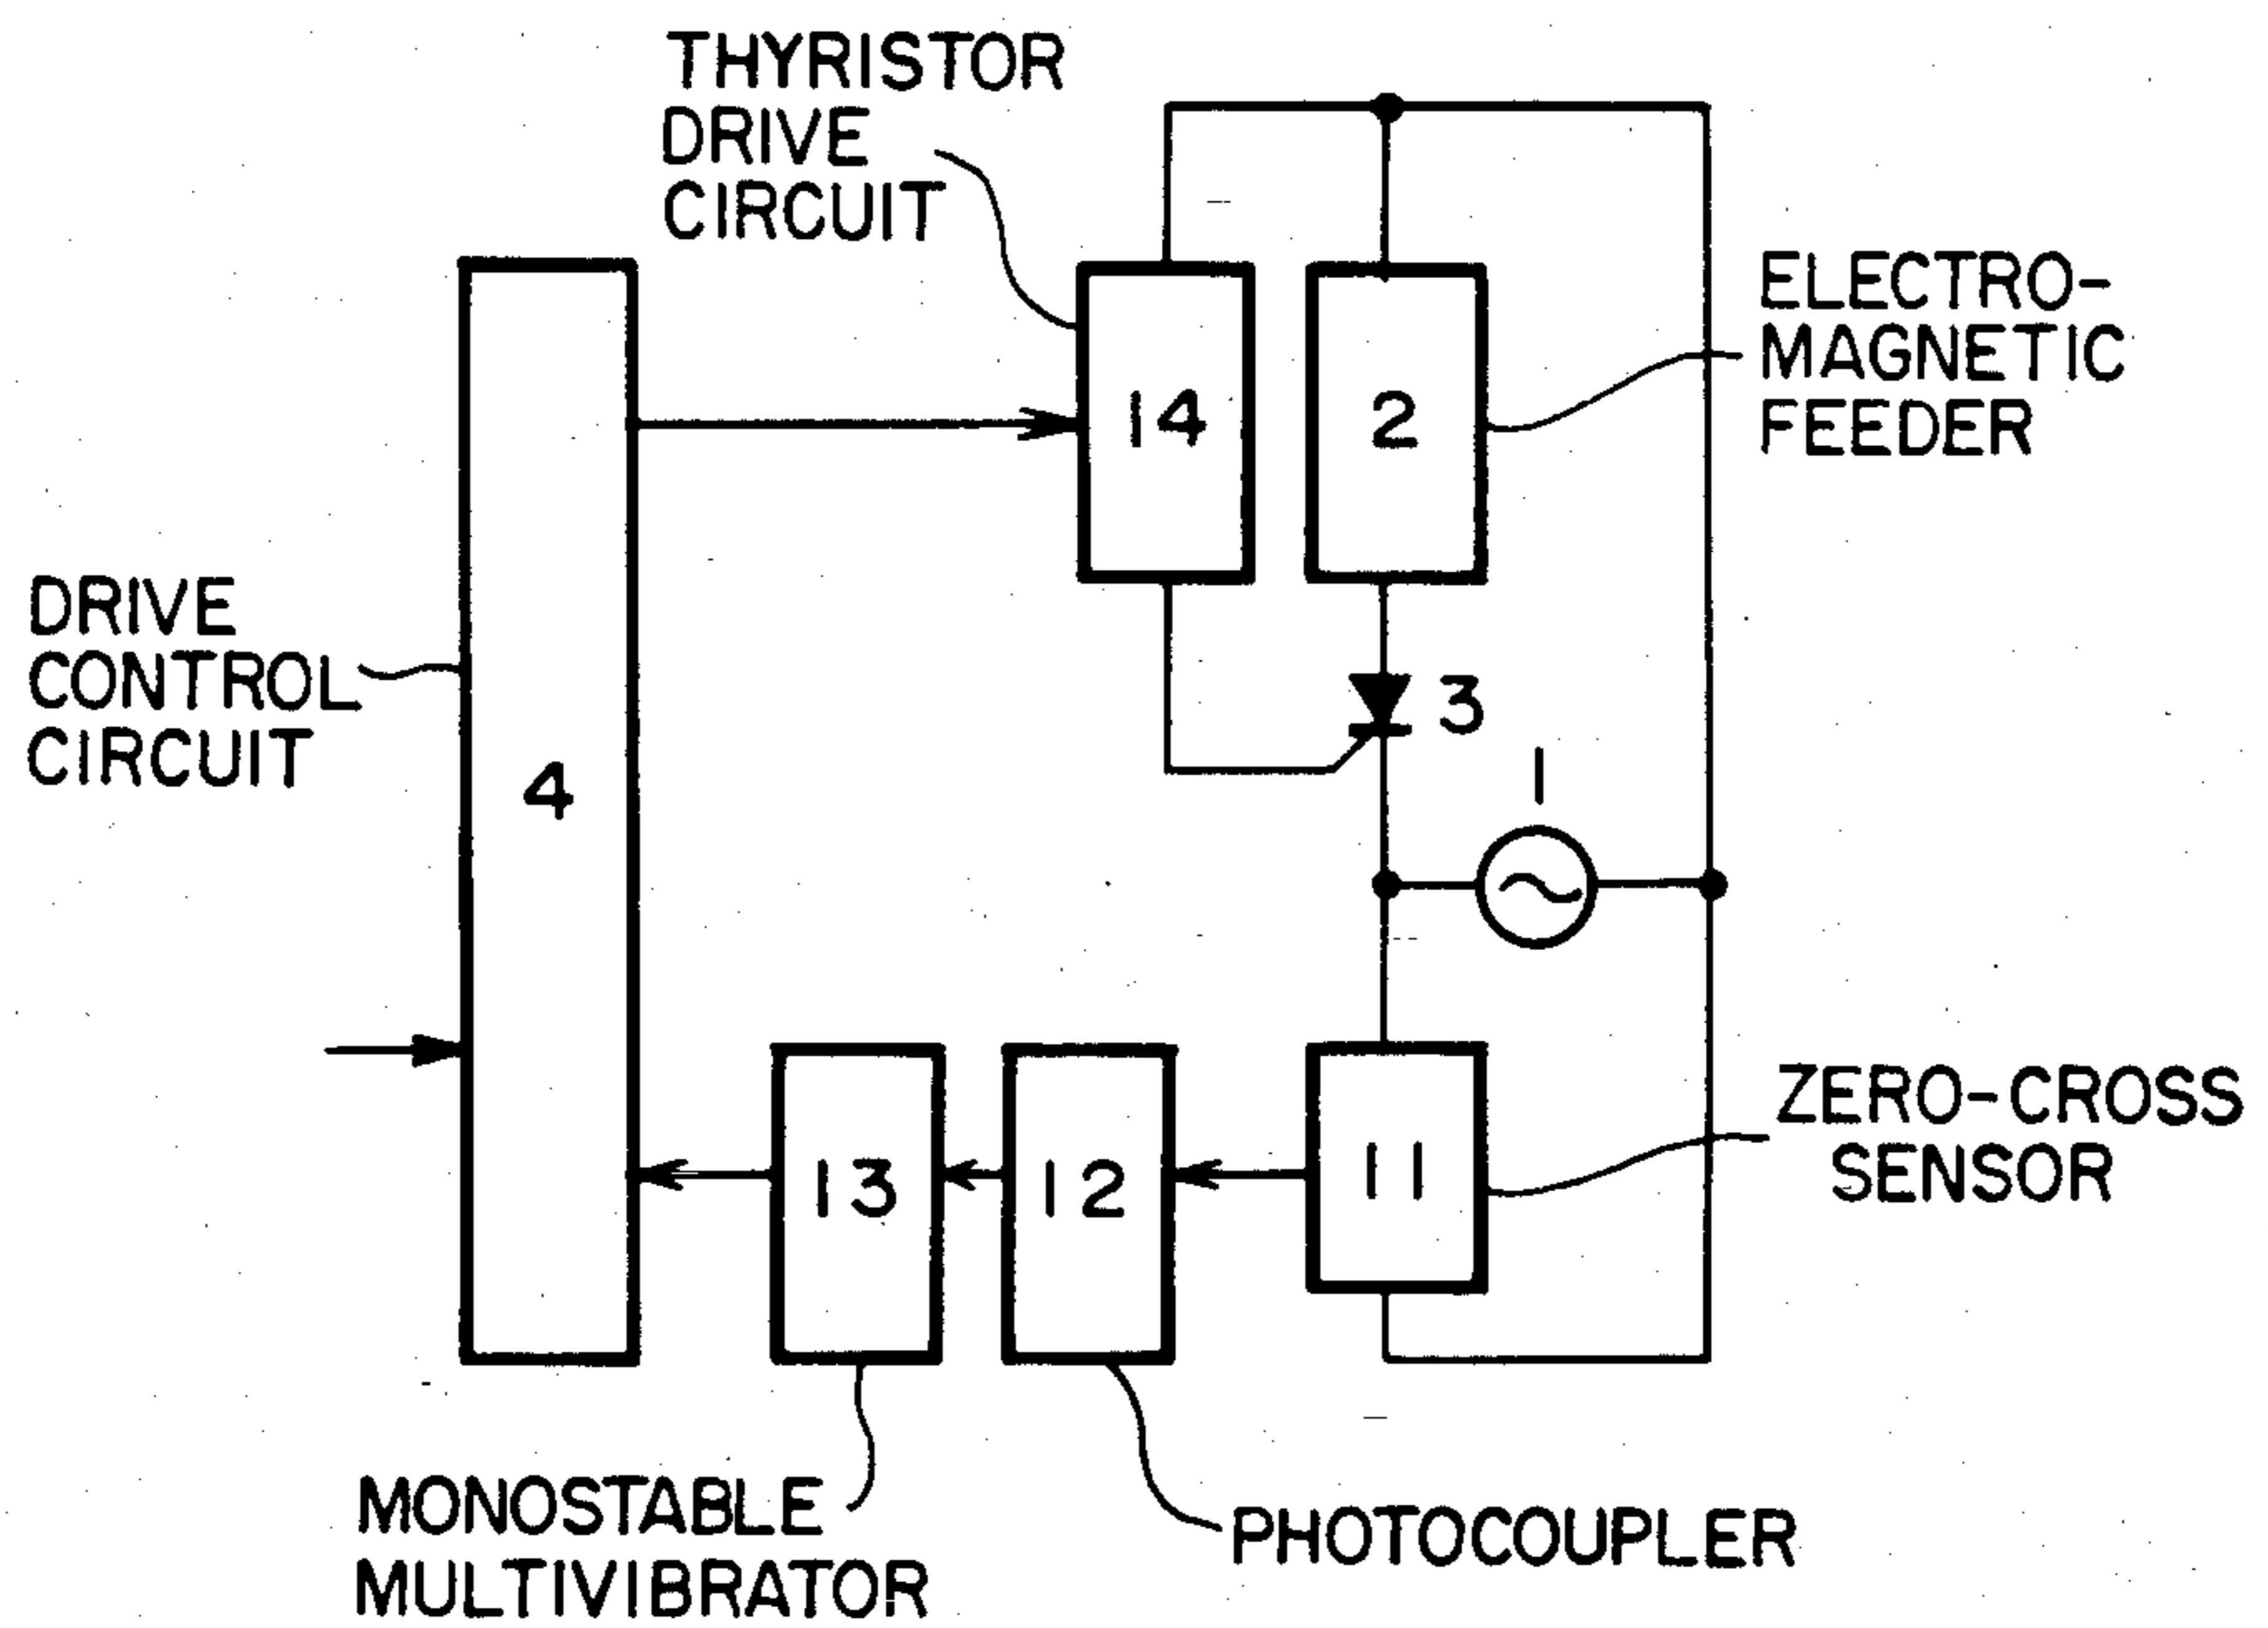 THYRISTOR
DRIVE
CIRCUIT
ELECTRO-
MAGNETIC
FEEDER
14
2
DRIVE
CONTROL
CIRCUIT
4
3
1
ZERO-CROSS
SENSOR
13
12
11
MONOSTABLE
MULTIVIBRATOR
PHOTOCOUPLER